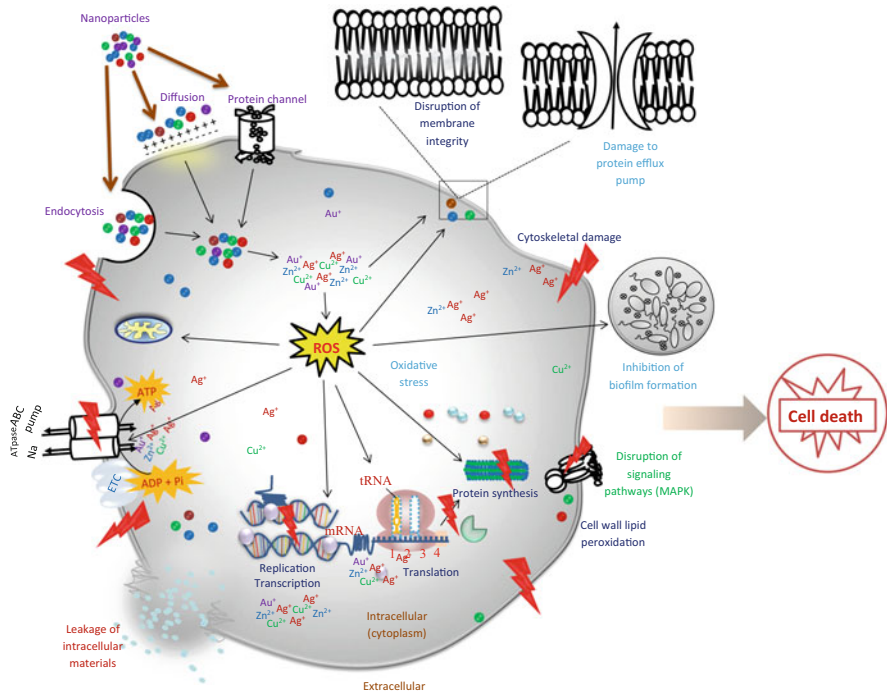 Nanoparticles
Diffusion
Protein channel
Disruption of
membrane
integrity
Damage to
protein efflux
pump
Endocytosis
Au⁺
Au⁺ Ag⁺ Au⁺
Zn²⁺ Ag⁺ Cu²⁺ Zn²⁺
Cu²⁺ Ag⁺ Cu²⁺
Au⁺ Zn²⁺
Cytoskeletal damage
Zn²⁺ Ag⁺
Ag⁺
Ag⁺
Zn²⁺ Ag⁺
Ag⁺
ROS
Oxidative
stress
Inhibition of
biofilm formation
Cu²⁺
Cell death
Ag⁺
ATP
Ag⁺
ATPase ABC
Na pump
Au⁺ Ag⁺ Ag⁺
Zn²⁺ Cu²⁺
ETC
ADP + Pi
Ag⁺
Cu²⁺
tRNA
Protein synthesis
Disruption of
signaling
pathways (MAPK)
mRNA
1 2 3 4
Cell wall lipid
peroxidation
Replication
Transcription
Translation
Ag⁺
Au⁺ Ag⁺
Zn²⁺
Cu²⁺ Ag⁺
Au⁺ Ag⁺
Zn²⁺ Ag⁺ Cu²⁺ Zn²⁺
Cu²⁺ Ag⁺
Intracellular
(cytoplasm)
Leakage of
intracellular
materials
Extracellular